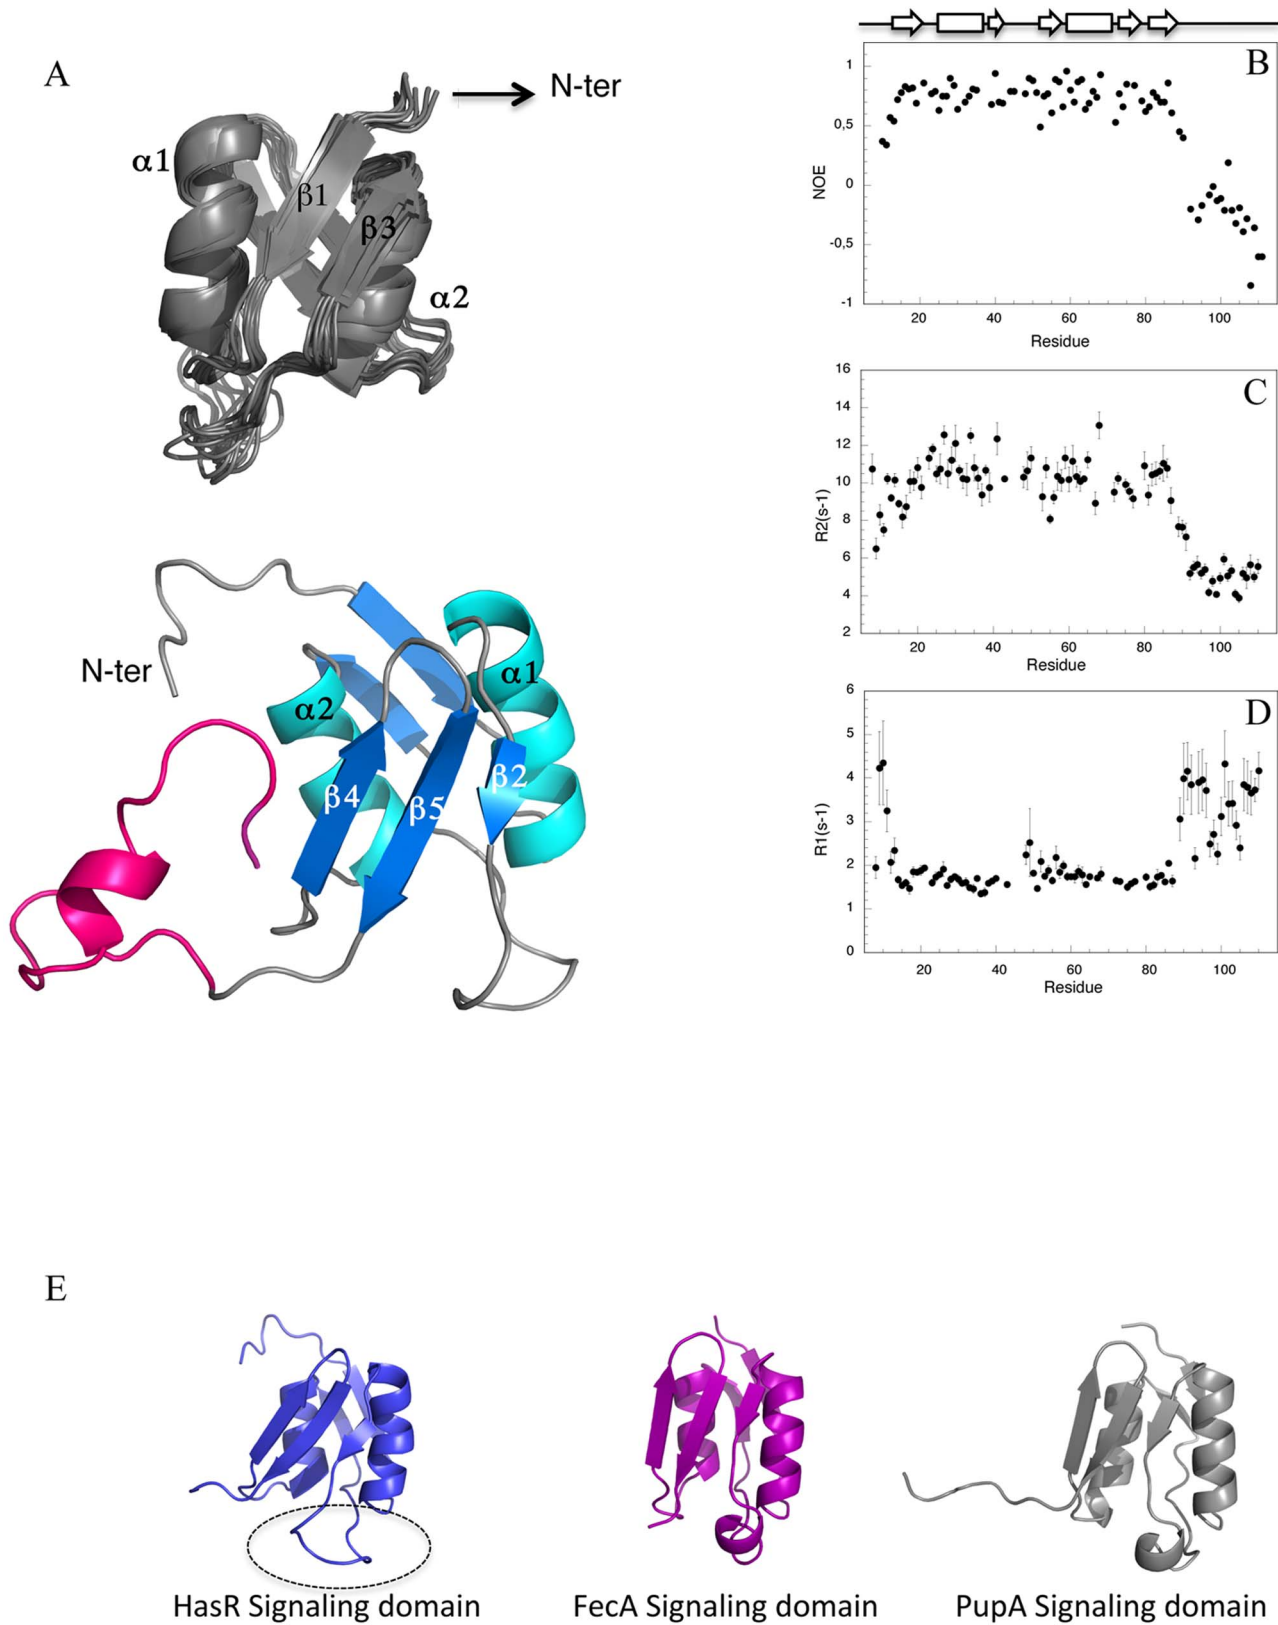 A
N-ter
α1
β1
β3
α2
N-ter
α2
α1
β4
β5
β2
B
1
0,5
0
-0,5
-1
NOE
20 40 60 80 100
Residue
C
16
14
12
10
8
6
4
2
R2(s-1)
20 40 60 80 100
Residue
D
6
5
4
3
2
1
0
R1(s-1)
20 40 60 80 100
Residue
E
HasR Signaling domain FecA Signaling domain PupA Signaling domain